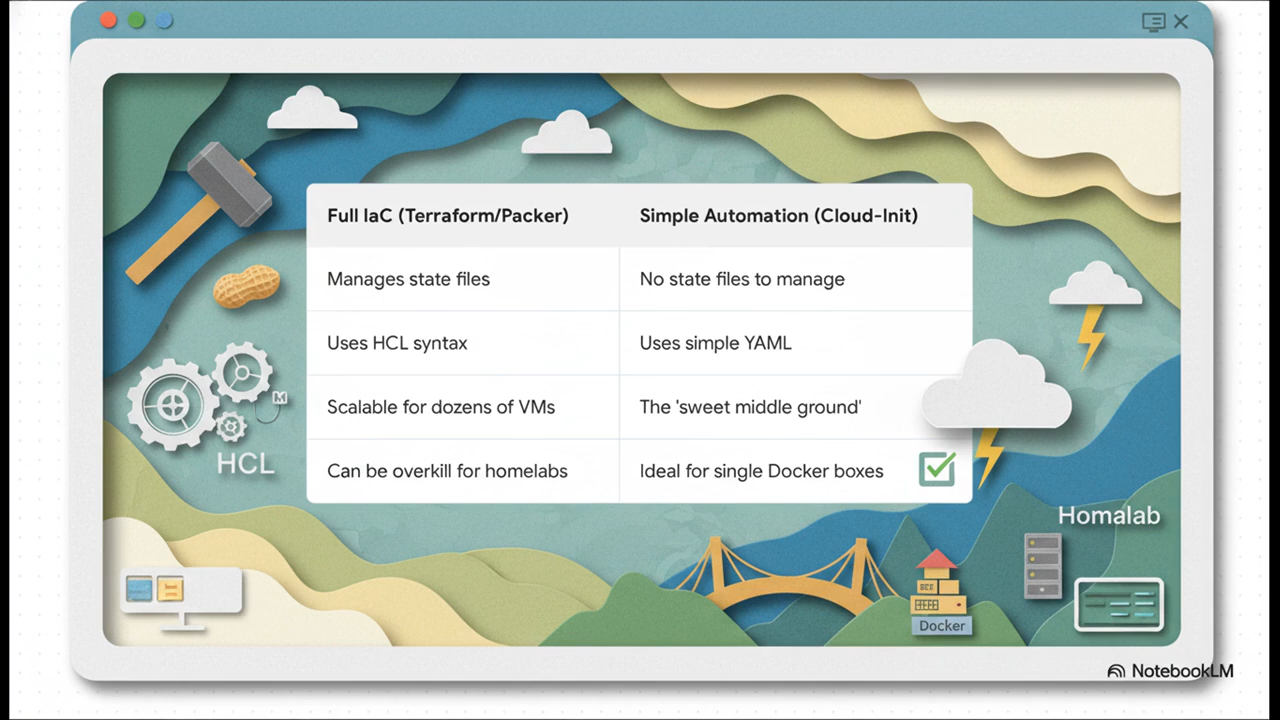 Full IaC (Terraform/Packer)
Simple Automation (Cloud-Init)
Manages state files
No state files to manage
Uses HCL syntax
Uses simple YAML
Scalable for dozens of VMs
The 'sweet middle ground'
Can be overkill for homelabs
Ideal for single Docker boxes
M
HCL
Homalab
Docker
NotebookLM